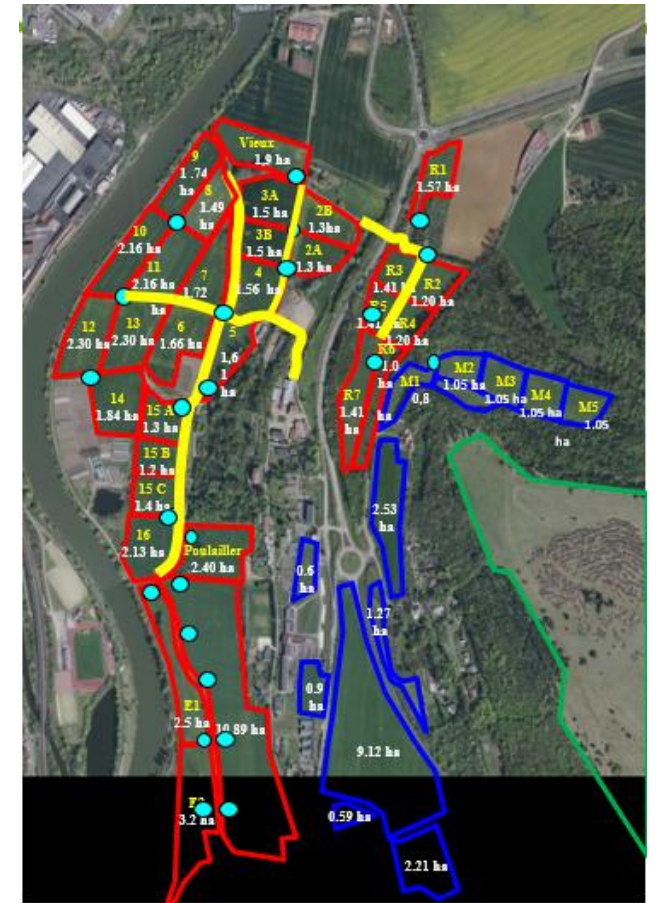 Vieux
1,9 ha
9
1.74
ha
8
1.49
ha
3A
1.5 ha
2B
1.3ha
R1
1.57 ha
10
2.16 ha
3B
1.5 ha
2A
1.3 ha
11
2.16 ha
7
1.72
ha
4
1.56 ha
R3
1.41 ha
R2
1.20 ha
12
2.30 ha
13
2.30 ha
6
1.66 ha
5
1,6
1
ha
R5
R4
1.20 ha
R6
1.0
ha
14
1.84 ha
15 A
1.3 ha
R7
1.41
ha
M1
0,8
M2
1.05 ha
M3
1.05 ha
M4
1.05 ha
M5
1.05
ha
15 B
1.2 ha
15 C
1.4 ha
16
2.13 ha
Poulailler
2.40 ha
2.53
ha
0.6
ha
1.27
ha
0.9
ha
E1
2.5 ha
10.89 ha
9.12 ha
3.2 ha
0.59 ha
2.21 ha